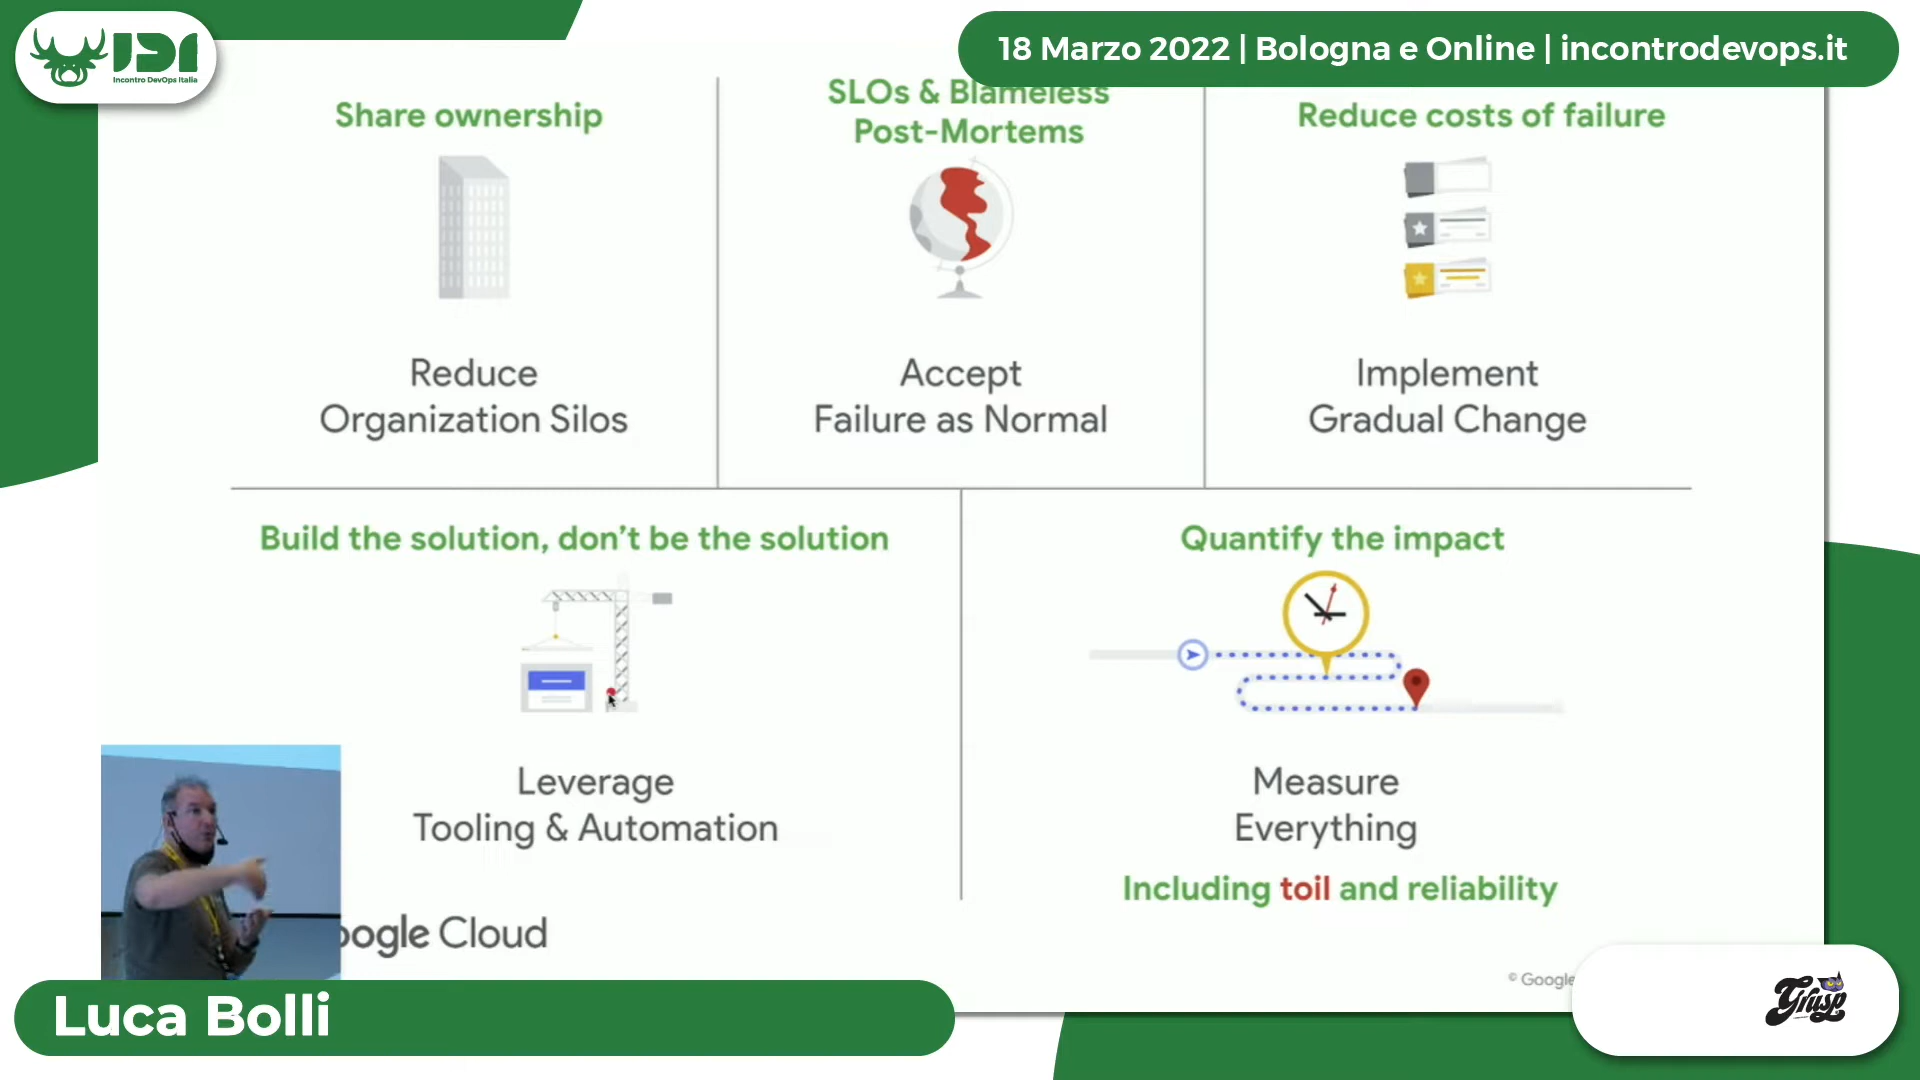 Incontro DevOps Italia
18 Marzo 2022 | Bologna e Online | incontrodevops.it
Share ownership
SLOs & Blameless
Post-Mortems
Reduce costs of failure
Reduce
Organization Silos
Accept
Failure as Normal
Implement
Gradual Change
Build the solution, don't be the solution
Quantify the impact
Leverage
Tooling & Automation
Measure
Everything
Including toil and reliability
oogle Cloud
© Google
Luca Bolli
Grusp